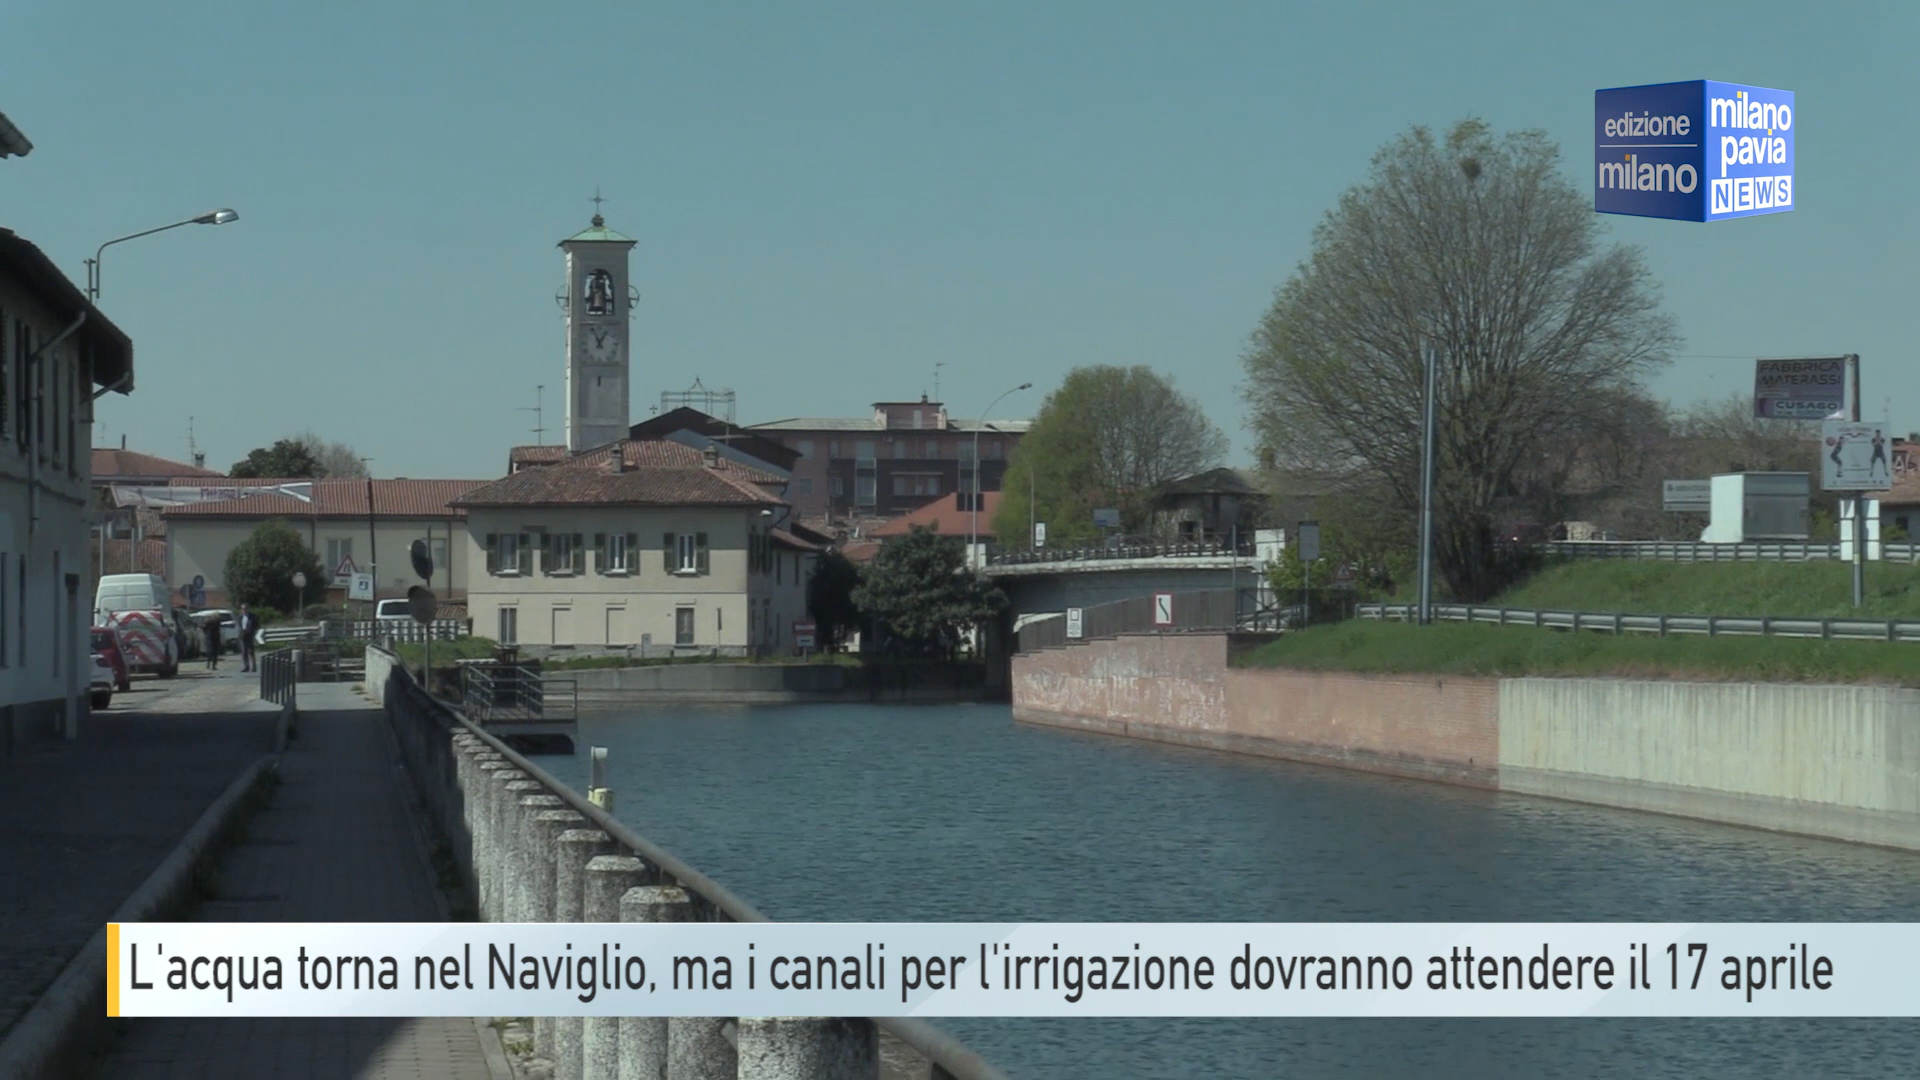 edizione
milano
milano
pavia
NEWS
FABBRICA
MATERASSI
CUSAGO
L'acqua torna nel Naviglio, ma i canali per l'irrigazione dovranno attendere il 17 aprile